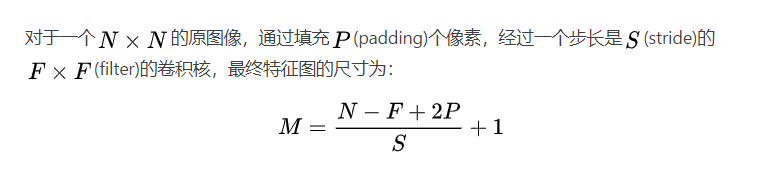 对于一个 N × N 的原图像，通过填充 P (padding)个像素，经过一个步长是 S (stride)的
F × F (filter)的卷积核，最终特征图的尺寸为：
M = \frac{N - F + 2P}{S} + 1